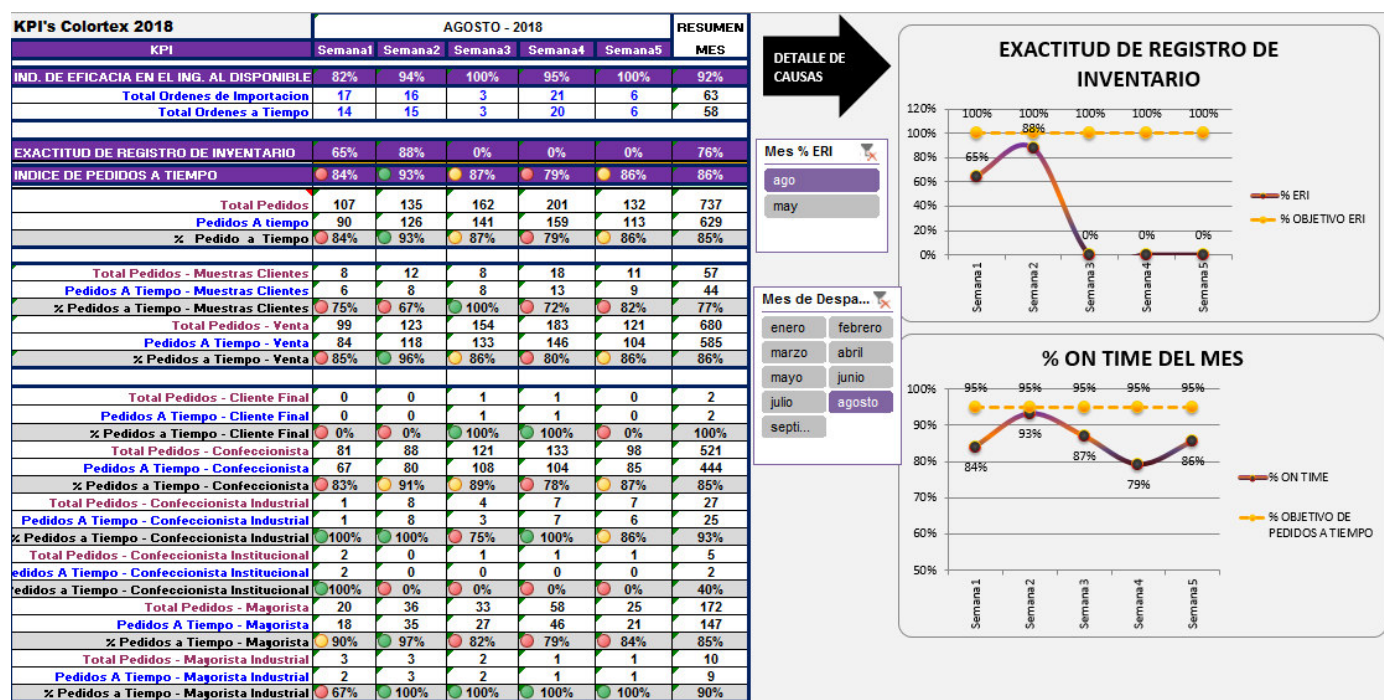 KPI's Colortex 2018 AGOSTO - 2018 RESUMEN
KPI Semana1 Semana2 Semana3 Semana4 Semana5 MES
IND. DE EFICACIA EN EL ING. AL DISPONIBLE 82% 94% 100% 95% 100% 92%
Total Ordenes de Importacion 17 16 3 21 6 63
Total Ordenes a Tiempo 14 15 3 20 6 58
EXACTITUD DE REGISTRO DE INVENTARIO 65% 88% 0% 0% 0% 76%
INDICE DE PEDIDOS A TIEMPO 84% 93% 87% 79% 86% 86%
Total Pedidos 107 135 162 201 132 737
Pedidos A tiempo 90 126 141 159 113 629
% Pedido a Tiempo 84% 93% 87% 79% 86% 85%
Total Pedidos - Muestras Clientes 8 12 8 18 11 57
Pedidos A Tiempo - Muestras Clientes 6 8 8 13 9 44
% Pedidos a Tiempo - Muestras Clientes 75% 67% 100% 72% 82% 77%
Total Pedidos - Venta 99 123 154 183 121 680
Pedidos A Tiempo - Venta 84 118 133 146 104 585
% Pedidos a Tiempo - Venta 85% 96% 86% 80% 86% 86%
Total Pedidos - Cliente Final 0 0 1 1 0 2
Pedidos A Tiempo - Cliente Final 0 0 1 1 0 2
% Pedidos a Tiempo - Cliente Final 0% 0% 100% 100% 0% 100%
Total Pedidos - Confeccionista 81 88 121 133 98 521
Pedidos A Tiempo - Confeccionista 67 80 108 104 85 444
% Pedidos a Tiempo - Confeccionista 83% 91% 89% 78% 87% 85%
Total Pedidos - Confeccionista Industrial 1 8 4 7 7 27
Pedidos A Tiempo - Confeccionista Industrial 1 8 3 7 6 25
% Pedidos a Tiempo - Confeccionista Industrial 100% 100% 75% 100% 86% 93%
Total Pedidos - Confeccionista Institucional 2 0 1 1 1 5
edidos A Tiempo - Confeccionista Institucional 2 0 0 0 0 2
edidos a Tiempo - Confeccionista Institucional 100% 0% 0% 0% 0% 40%
Total Pedidos - Mayorista 20 36 33 58 25 172
Pedidos A Tiempo - Mayorista 18 35 27 46 21 147
% Pedidos a Tiempo - Mayorista 90% 97% 82% 79% 84% 85%
Total Pedidos - Mayorista Industrial 3 3 2 1 1 10
Pedidos A Tiempo - Mayorista Industrial 2 3 2 1 1 9
% Pedidos a Tiempo - Mayorista Industrial 67% 100% 100% 100% 100% 90%
DETALLE DE
CAUSAS
Mes % ERI
ago
may
Mes de Despa...
enero febrero
marzo abril
mayo junio
julio agosto
septi...
EXACTITUD DE REGISTRO DE
INVENTARIO
120%
100%
80%
60%
40%
20%
0%
100% 100% 100% 100% 100%
65% 88% 0% 0% 0%
Semana1 Semana2 Semana3 Semana4 Semana5
% ERI
% OBJETIVO ERI
% ON TIME DEL MES
100%
90%
80%
70%
60%
50%
95% 95% 95% 95% 95%
84% 93% 87% 79% 86%
Semana1 Semana2 Semana3 Semana4 Semana5
% ON TIME
% OBJETIVO DE
PEDIDOS A TIEMPO